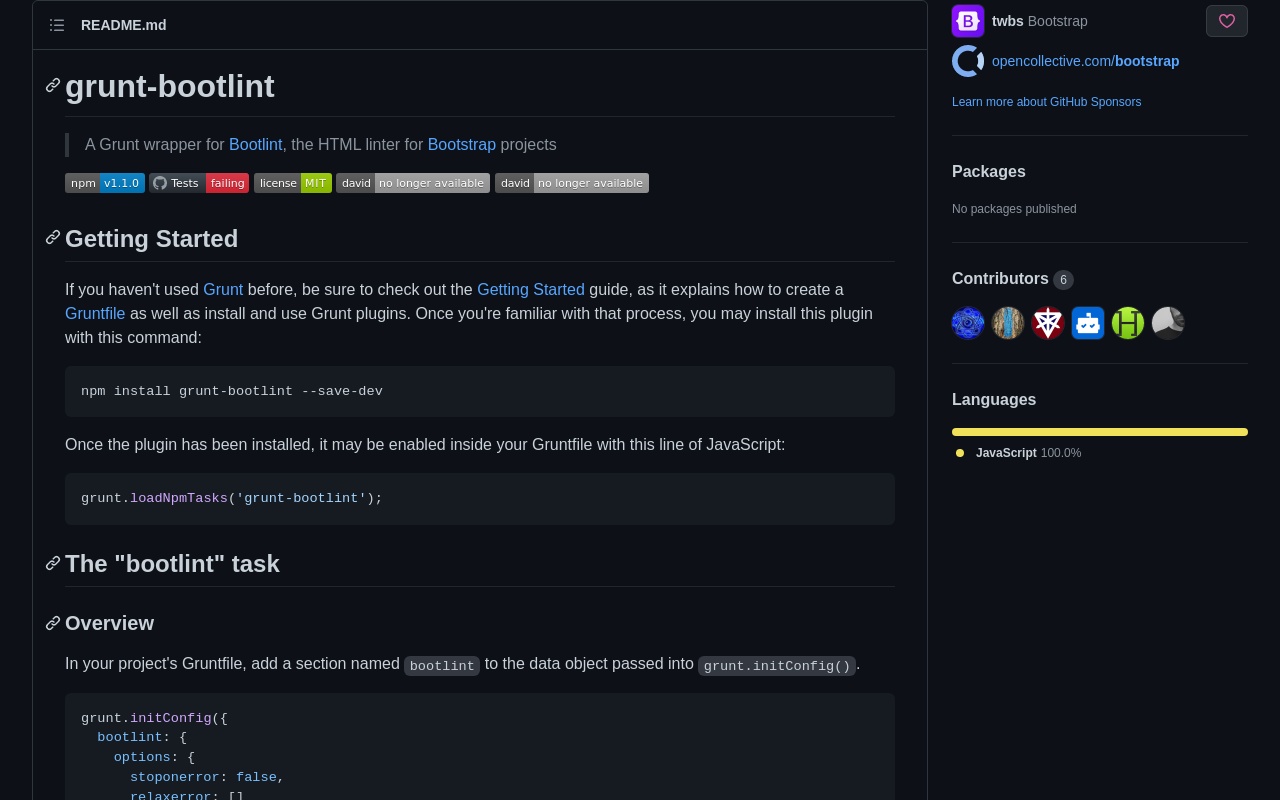 README.md
grunt-bootlint
A Grunt wrapper for Bootlint, the HTML linter for Bootstrap projects
npm v1.1.0 Tests failing license MIT david no longer available david no longer available
Getting Started
If you haven't used Grunt before, be sure to check out the Getting Started guide, as it explains how to create a
Gruntfile as well as install and use Grunt plugins. Once you're familiar with that process, you may install this plugin
with this command:
npm install grunt-bootlint --save-dev
Once the plugin has been installed, it may be enabled inside your Gruntfile with this line of JavaScript:
grunt.loadNpmTasks('grunt-bootlint');
The "bootlint" task
Overview
In your project's Gruntfile, add a section named bootlint to the data object passed into grunt.initConfig().
grunt.initConfig({
bootlint: {
options: {
stoponerror: false,
relaxerror: []
B twbs Bootstrap
opencollective.com/bootstrap
Learn more about GitHub Sponsors
Packages
No packages published
Contributors 6
H
Languages
JavaScript 100.0%